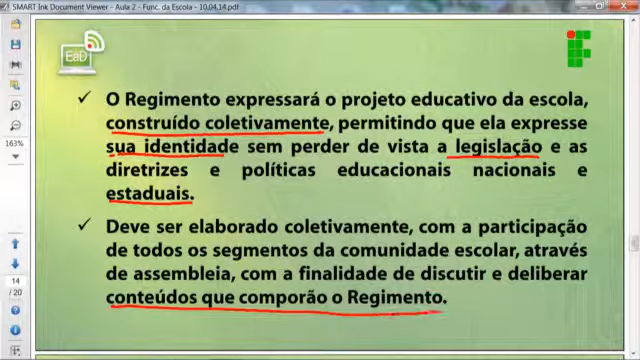 SMART Ink Document Viewer - Aula 2 - Func. da Escola - 10.04.14.pdf
EaD
✓ O Regimento expressará o projeto educativo da escola,
construído coletivamente, permitindo que ela expresse
sua identidade sem perder de vista a legislação e as
diretrizes e políticas educacionais nacionais e
estaduais.
✓ Deve ser elaborado coletivamente, com a participação
de todos os segmentos da comunidade escolar, através
de assembleia, com a finalidade de discutir e deliberar
conteúdos que comporão o Regimento.
163%
14
/ 20